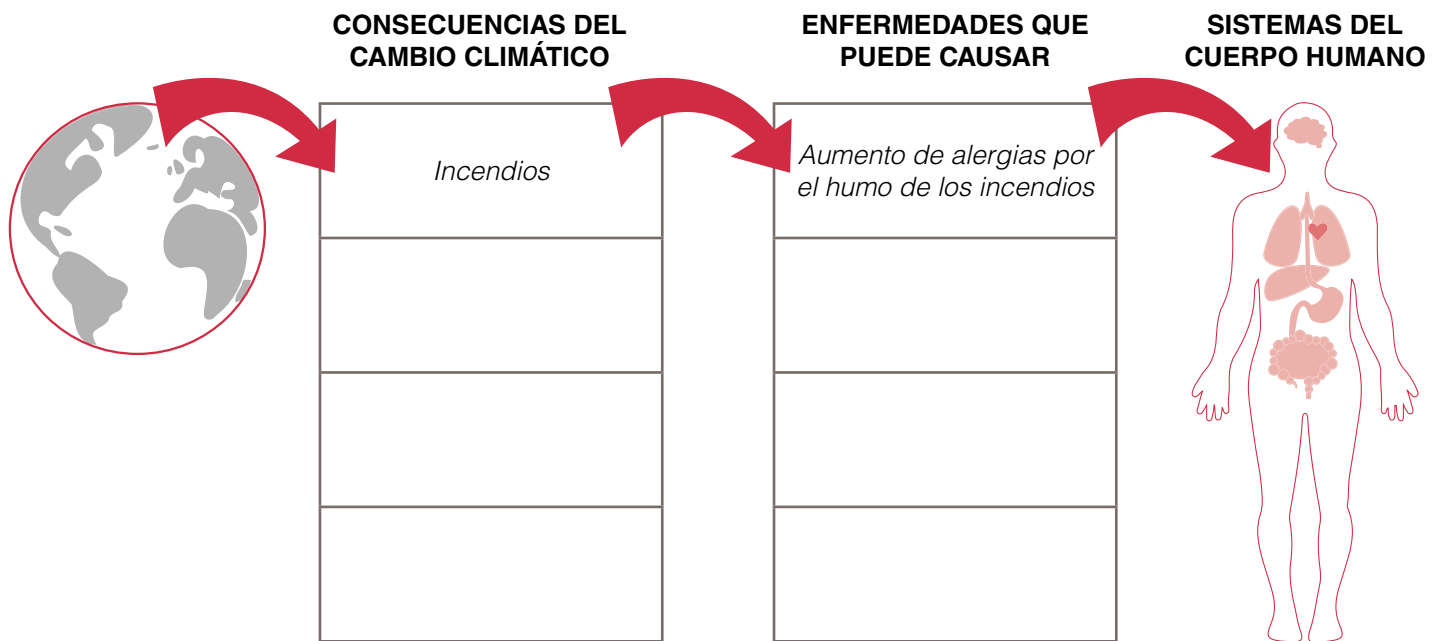 CONSECUENCIAS DEL
CAMBIO CLIMÁTICO
ENFERMEDADES QUE
PUEDE CAUSAR
SISTEMAS DEL
CUERPO HUMANO
Incendios
Aumento de alergias por
el humo de los incendios